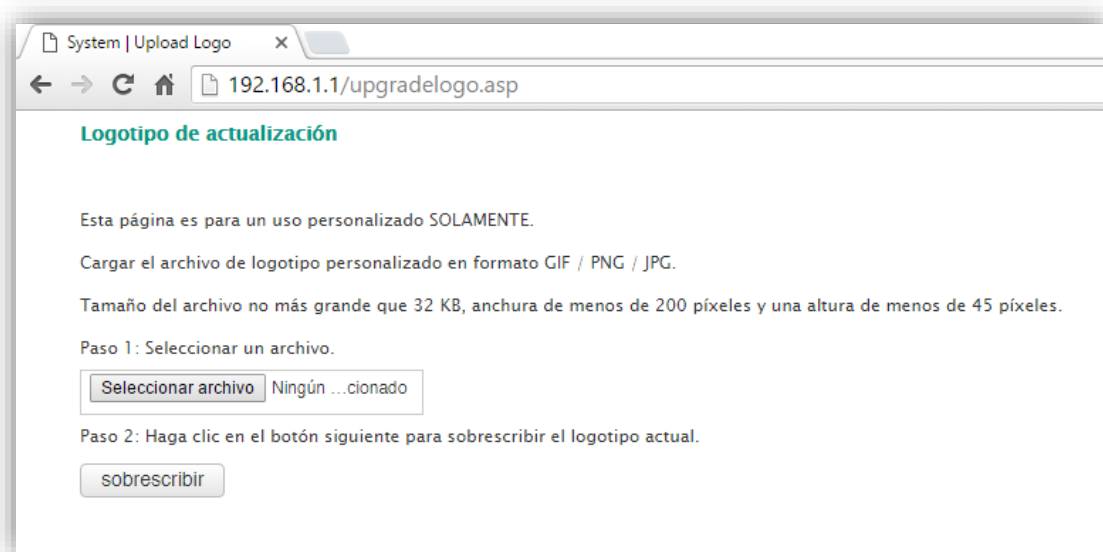 System | Upload Logo
192.168.1.1/upgradelogo.asp
Logotipo de actualización
Esta página es para un uso personalizado SOLAMENTE.
Cargar el archivo de logotipo personalizado en formato GIF / PNG / JPG.
Tamaño del archivo no más grande que 32 KB, anchura de menos de 200 píxeles y una altura de menos de 45 píxeles.
Paso 1: Seleccionar un archivo.
Seleccionar archivo Ningún ...cionado
Paso 2: Haga clic en el botón siguiente para sobrescribir el logotipo actual.
sobrescribir